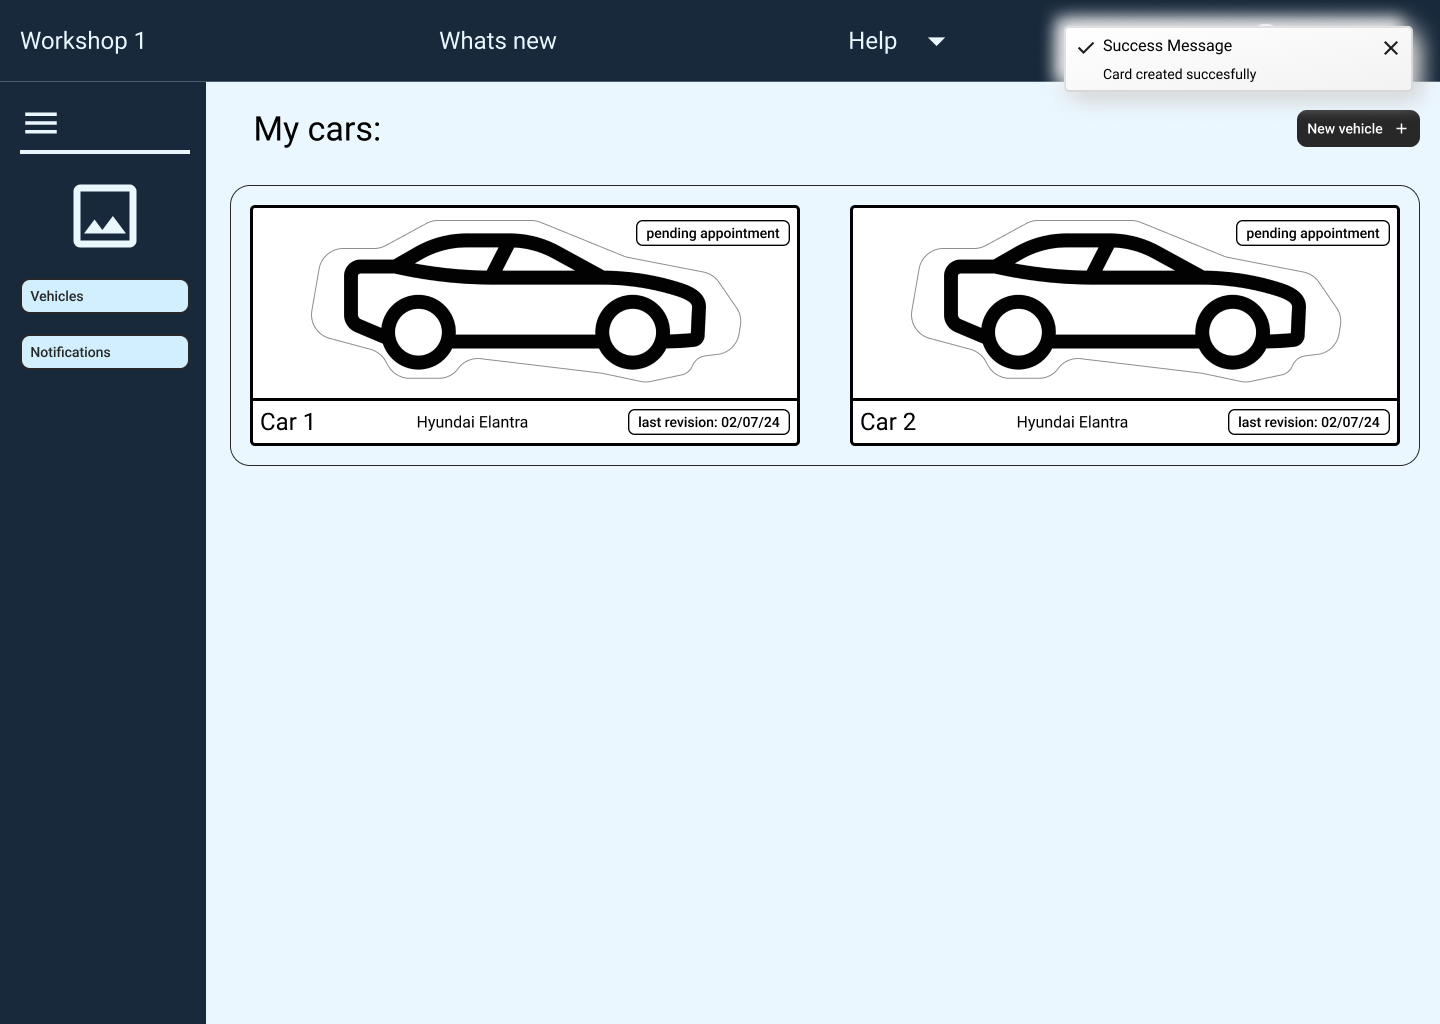 Workshop 1
Whats new
Help
Success Message
Card created succesfully
My cars:
New vehicle +
Vehicles
Notifications
pending appointment
Car 1
Hyundai Elantra
last revision: 02/07/24
pending appointment
Car 2
Hyundai Elantra
last revision: 02/07/24